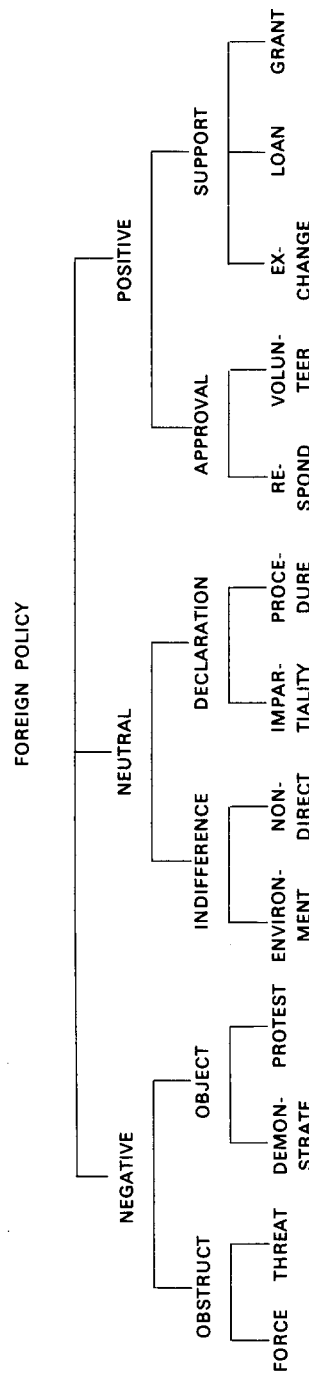 FOREIGN POLICY
NEGATIVE NEUTRAL POSITIVE
OBSTRUCT OBJECT INDIFFERENCE DECLARATION APPROVAL SUPPORT
FORCE THREAT DEMON- PROTEST ENVIRON- NON- IMPAR- PROCE- RE- VOLUN- EX- LOAN GRANT
STRATE MENT DIRECT TIALITY DURE SPOND TEER CHANGE